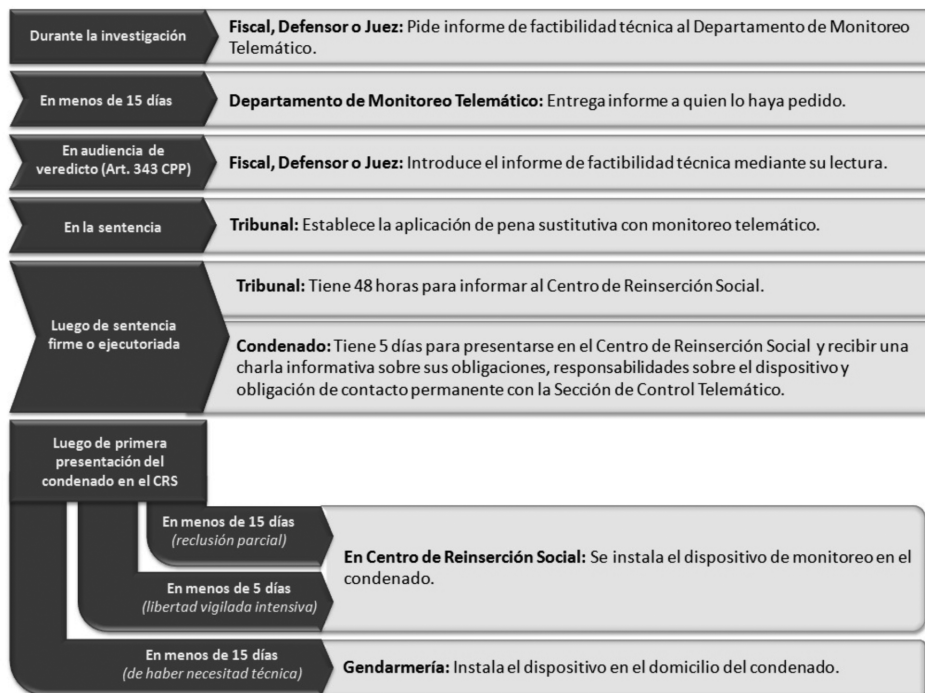 Durante la investigación
Fiscal, Defensor o Juez: Pide informe de factibilidad técnica al Departamento de Monitoreo
Telemático.
En menos de 15 días
Departamento de Monitoreo Telemático: Entrega informe a quien lo haya pedido.
En audiencia de
veredicto (Art. 343 CPP)
Fiscal, Defensor o Juez: Introduce el informe de factibilidad técnica mediante su lectura.
En la sentencia
Tribunal: Establece la aplicación de pena sustitutiva con monitoreo telemático.
Luego de sentencia
firme o ejecutoriada
Tribunal: Tiene 48 horas para informar al Centro de Reinserción Social.
Condenado: Tiene 5 días para presentarse en el Centro de Reinserción Social y recibir una
charla informativa sobre sus obligaciones, responsabilidades sobre el dispositivo y
obligación de contacto permanente con la Sección de Control Telemático.
Luego de primera
presentación del
condenado en el CRS
En menos de 15 días
(reclusión parcial)
En menos de 5 días
(libertad vigilada intensiva)
En Centro de Reinserción Social: Se instala el dispositivo de monitoreo en el
condenado.
En menos de 15 días
(de haber necesidad técnica)
Gendarmería: Instala el dispositivo en el domicilio del condenado.